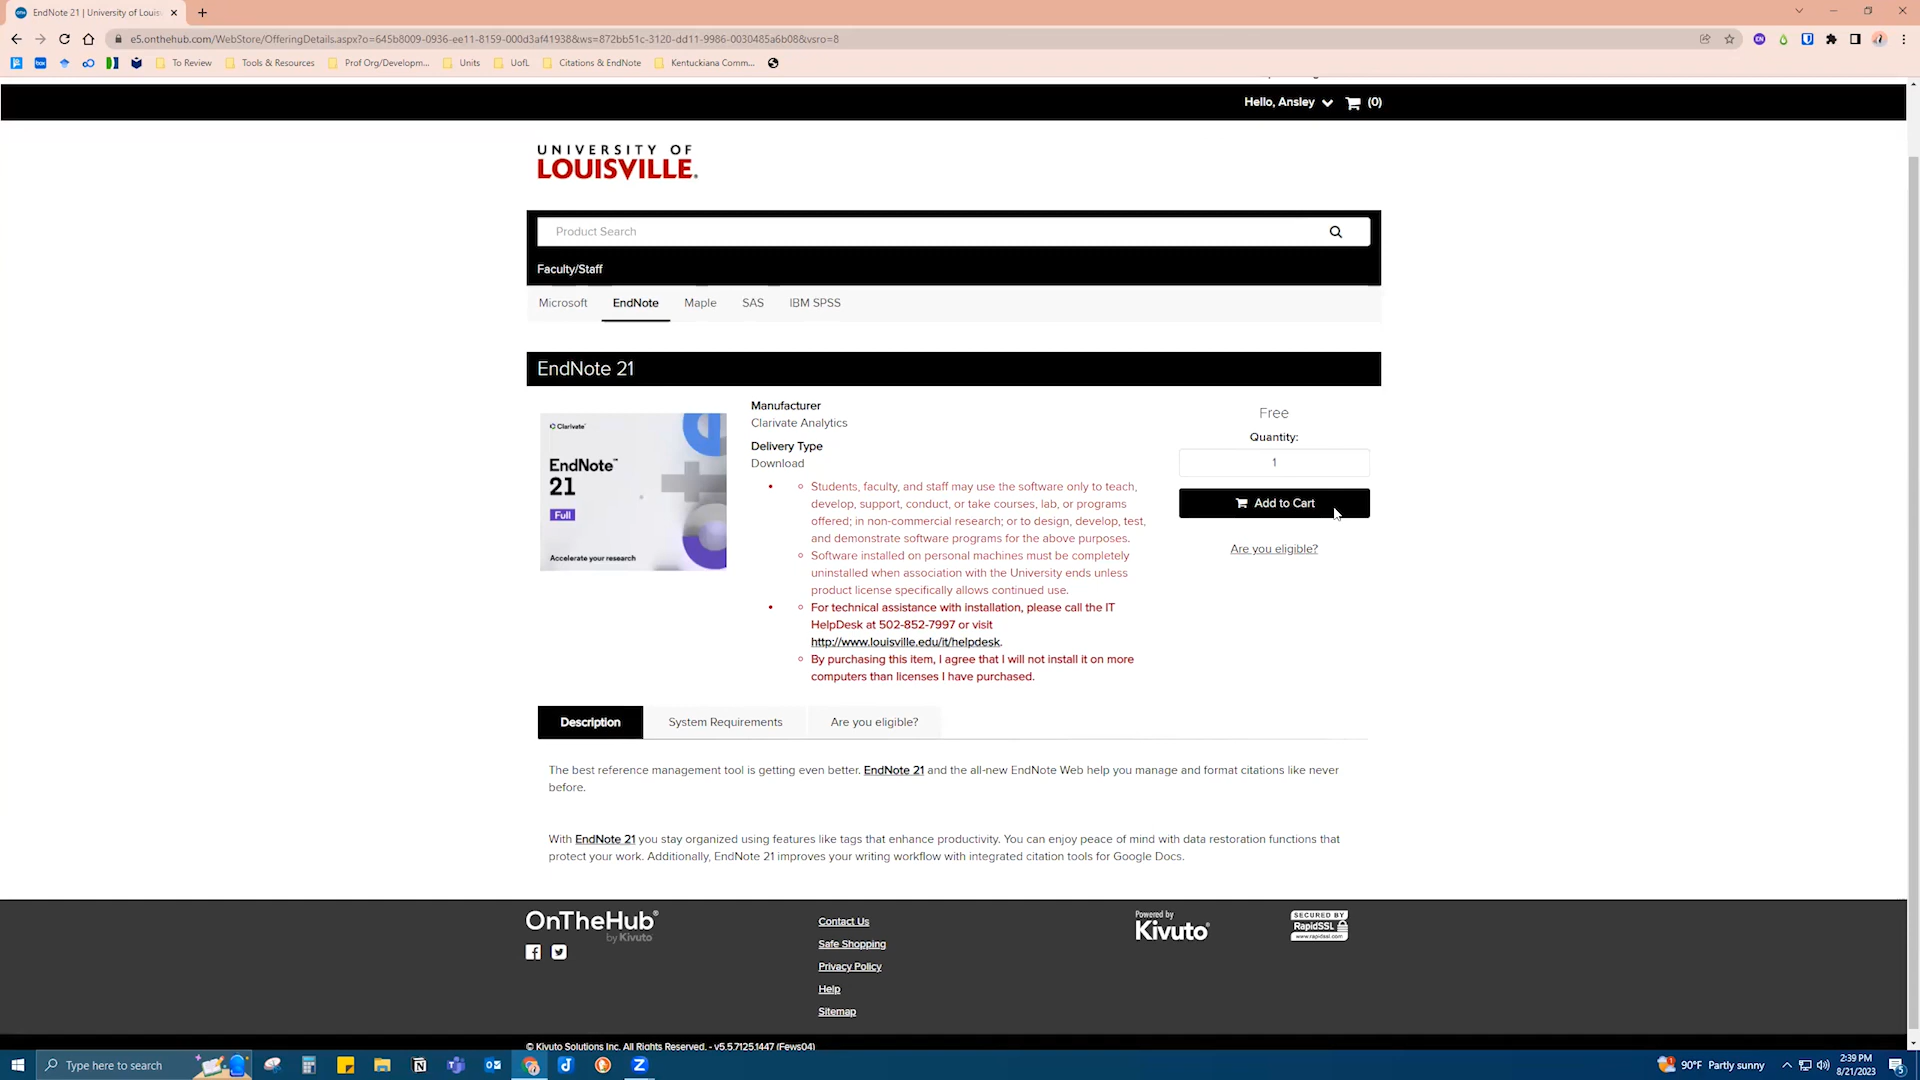 EndNote 21 | University of Louis
e5.onthehub.com/WebStore/OfferingDetails.aspx?o=645b8009-0936-ee11-8159-000d3af41938&ws=872bb51c-3120-dd11-9986-0030485a6b08&vsro=8
To Review
Tools & Resources
Prof Org/Developm...
Units
UofL
Citations & EndNote
Kentuckiana Comm...
Hello, Ansley
(0)
UNIVERSITY OF
LOUISVILLE.
Product Search
Faculty/Staff
Microsoft
EndNote
Maple
SAS
IBM SPSS
EndNote 21
Clarivate™
EndNote™
21
Full
Accelerate your research
Manufacturer
Clarivate Analytics
Delivery Type
Download
Students, faculty, and staff may use the software only to teach,
develop, support, conduct, or take courses, lab, or programs
offered; in non-commercial research; or to design, develop, test,
and demonstrate software programs for the above purposes.
Software installed on personal machines must be completely
uninstalled when association with the University ends unless
product license specifically allows continued use.
For technical assistance with installation, please call the IT
HelpDesk at 502-852-7997 or visit
http://www.louisville.edu/it/helpdesk.
By purchasing this item, I agree that I will not install it on more
computers than licenses I have purchased.
Free
Quantity:
1
Add to Cart
Are you eligible?
Description
System Requirements
Are you eligible?
The best reference management tool is getting even better. EndNote 21 and the all-new EndNote Web help you manage and format citations like never
before.
With EndNote 21 you stay organized using features like tags that enhance productivity. You can enjoy peace of mind with data restoration functions that
protect your work. Additionally, EndNote 21 improves your writing workflow with integrated citation tools for Google Docs.
OnTheHub®
by Kivuto
Contact Us
Safe Shopping
Privacy Policy
Help
Sitemap
Powered by
Kivuto®
SECURED BY
RapidSSL
www.rapidssl.com
© Kivuto Solutions Inc. All Rights Reserved. - v5.5.7125.1447 (Fews04)
Type here to search
90°F Partly sunny
2:39 PM
8/21/2023
5